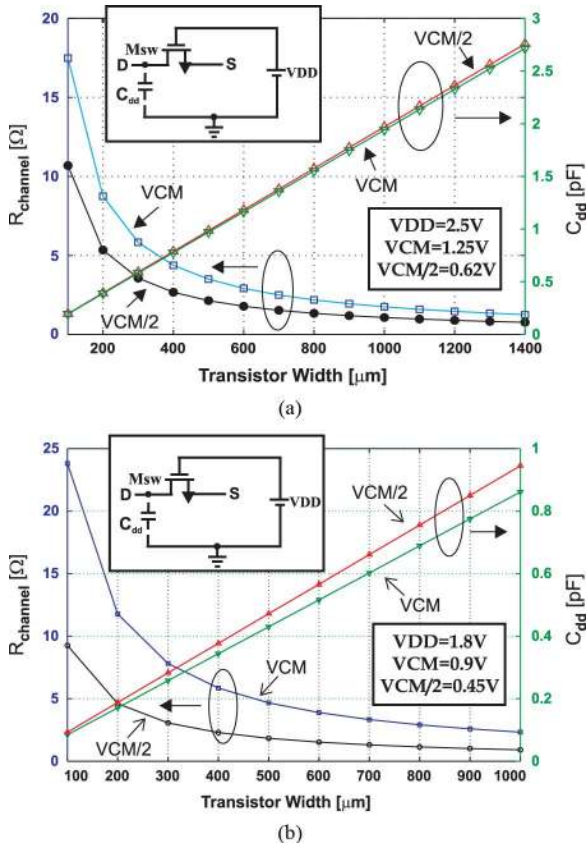 20
15
10
5
0
R_channel [Ω]
3
2.5
2
1.5
1
0.5
0
C_dd [pF]
Msw
D
S
C_dd
VDD
VCM/2
VCM
VCM
VCM/2
VDD=2.5V
VCM=1.25V
VCM/2=0.62V
200 400 600 800 1000 1200 1400
Transistor Width [μm]
(a)
25
20
15
10
5
0
R_channel [Ω]
1
0.8
0.6
0.4
0.2
0
C_dd [pF]
Msw
D
S
C_dd
VDD
VCM/2
VCM
VCM
VCM/2
VDD=1.8V
VCM=0.9V
VCM/2=0.45V
100 200 300 400 500 600 700 800 900 1000
Transistor Width [μm]
(b)